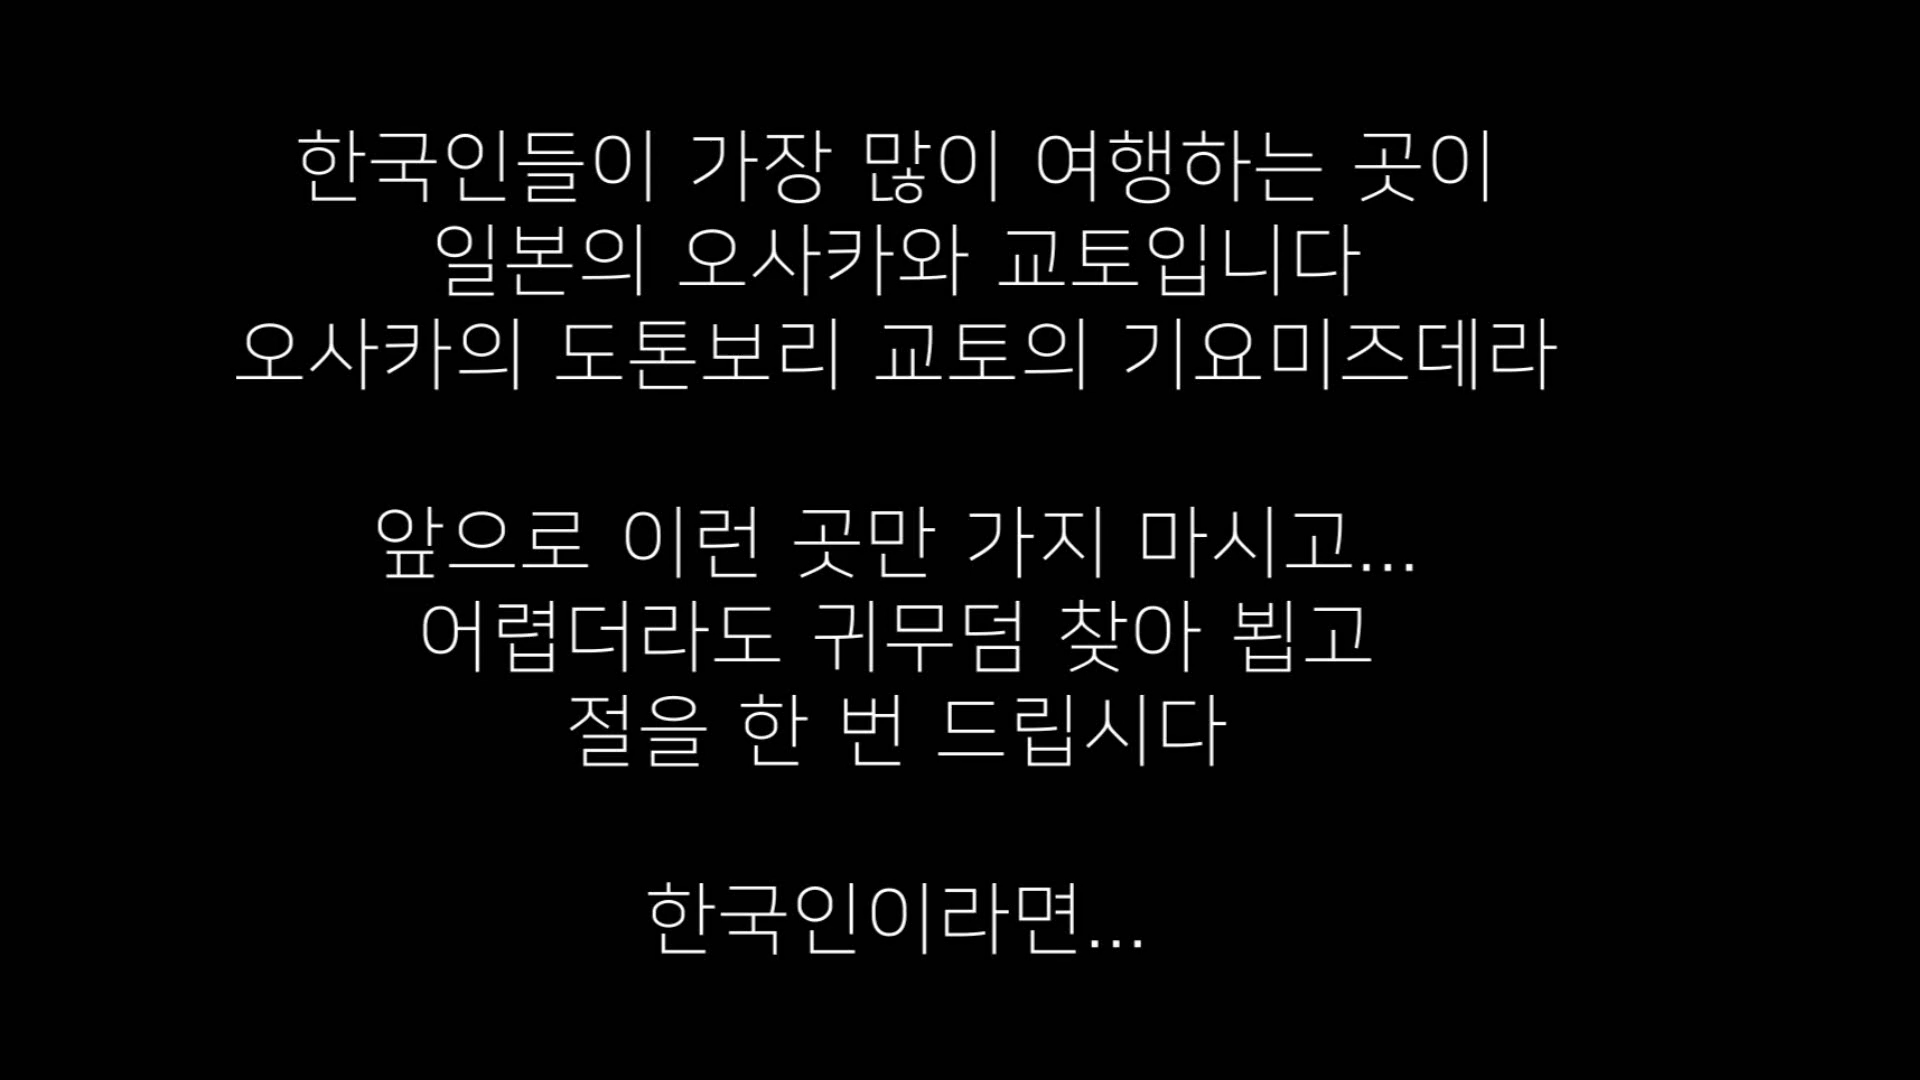 한국인들이 가장 많이 여행하는 곳이
일본의 오사카와 교토입니다
오사카의 도톤보리 교토의 기요미즈데라
앞으로 이런 곳만 가지 마시고...
어렵더라도 귀무덤 찾아 뵙고
절을 한 번 드립시다
한국인이라면...